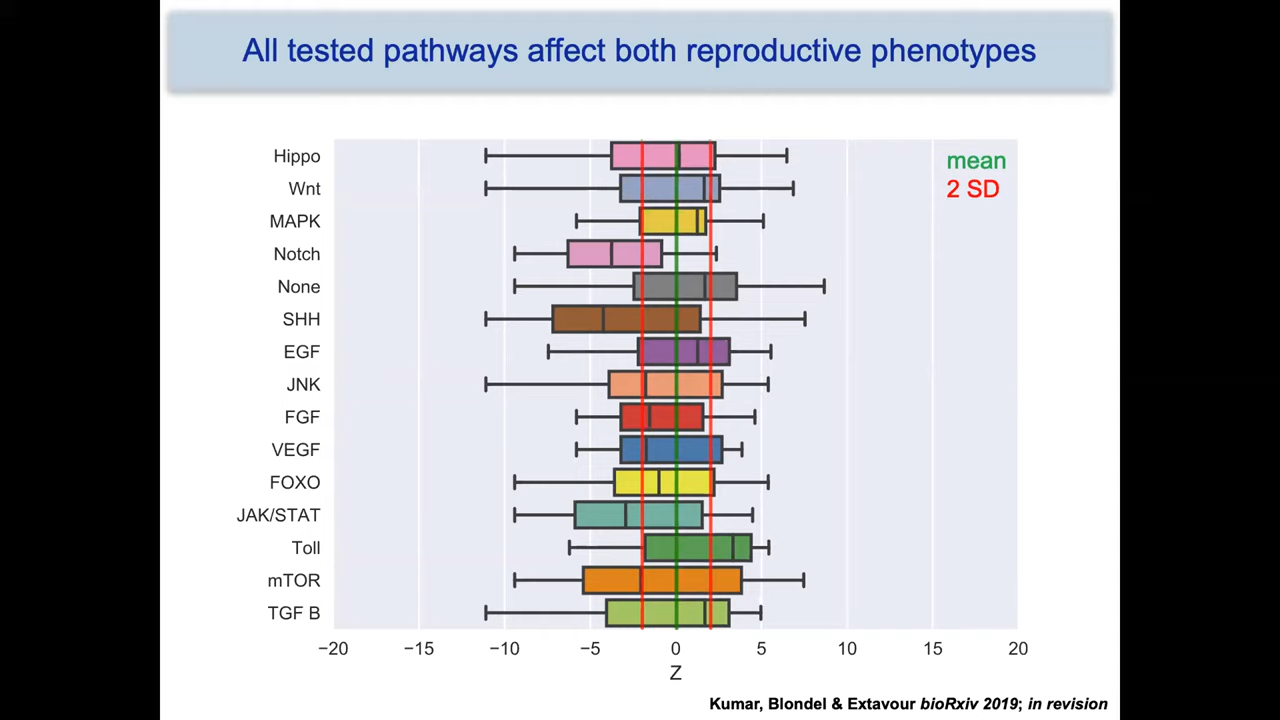 All tested pathways affect both reproductive phenotypes
mean
2 SD
Hippo
Wnt
MAPK
Notch
None
SHH
EGF
JNK
FGF
VEGF
FOXO
JAK/STAT
Toll
mTOR
TGF B
−20 −15 −10 −5 0 5 10 15 20
Z
Kumar, Blondel & Extavour bioRxiv 2019; in revision